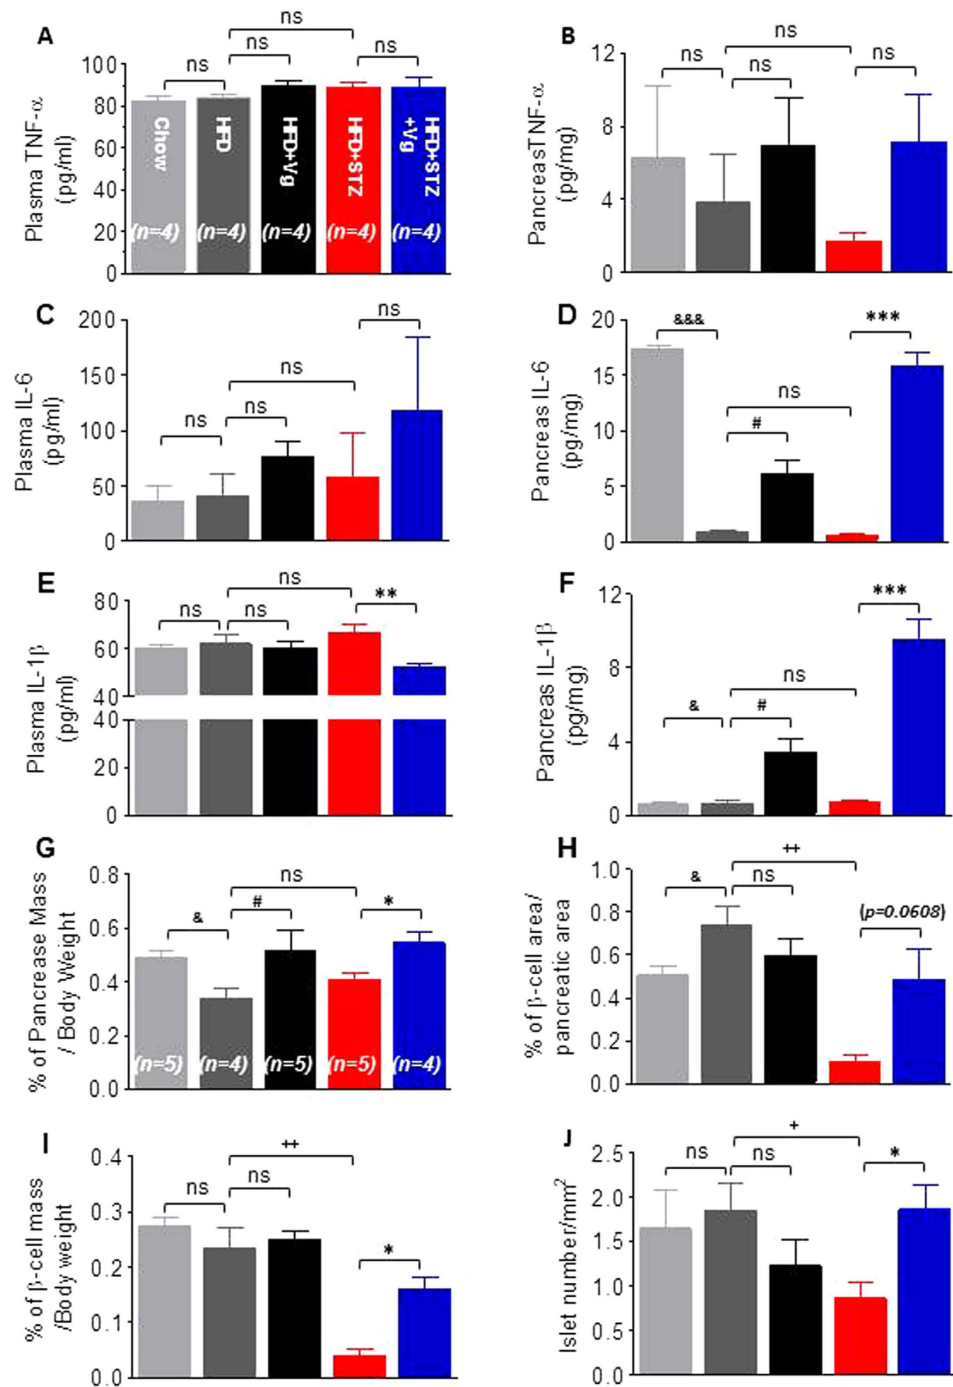 A
ns
ns
ns
ns
Plasma TNF-α
(pg/ml)
100
80
60
40
20
0
Chow
HFD
HFD+Vg
HFD+STZ
HFD+STZ
+Vg
(n=4) (n=4) (n=4) (n=4) (n=4)
B
ns
ns
ns
ns
PancreasTNF-α
(pg/mg)
12
8
4
0
C
ns
ns
ns
ns
Plasma IL-6
(pg/ml)
200
150
100
50
0
D
&&&
***
ns
#
Pancreas IL-6
(pg/mg)
20
15
10
5
0
E
ns
**
ns
ns
Plasma IL-1β
(pg/ml)
80
60
40
40
20
0
F
***
ns
&
#
Pancreas IL-1β
(pg/mg)
12
8
4
0
G
ns
&
#
*
% of Pancrease Mass
/ Body Weight
0.8
0.6
0.4
0.2
0.0
(n=5) (n=4) (n=5) (n=5) (n=4)
H
++
&
ns
(p=0.0608)
% of β-cell area/
pancreatic area
1.0
0.8
0.6
0.4
0.2
0.0
I
++
ns
ns
*
% of β-cell mass
/Body weight
0.4
0.3
0.2
0.1
0.0
J
+
ns
ns
*
Islet number/mm²
2.5
2.0
1.5
1.0
0.5
0.0